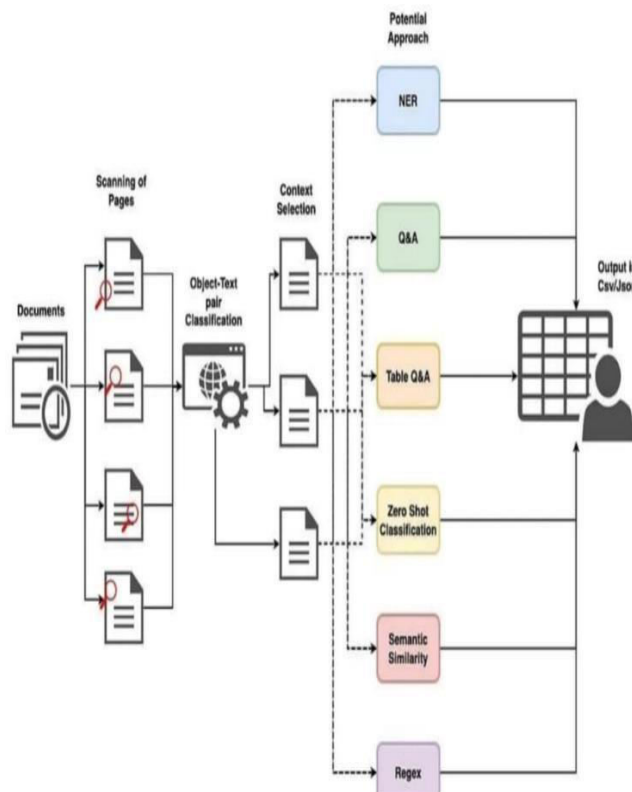 Potential
Approach
NER
Scanning of
Pages
Context
Selection
Q&A
Object-Text
pair
Classification
Output i
Csv/Json
Documents
Table Q&A
Zero Shot
Classification
Semantic
Similarity
Regex